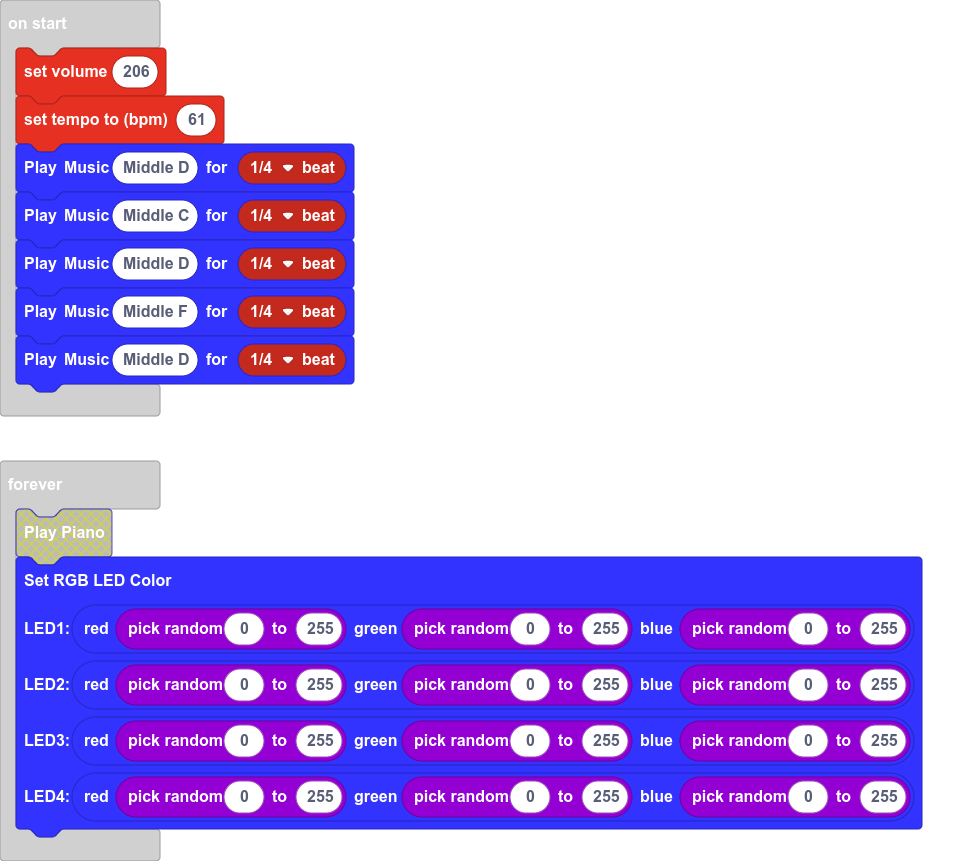 on start
set volume 206
set tempo to (bpm) 61
Play Music Middle D for 1/4 beat
Play Music Middle C for 1/4 beat
Play Music Middle D for 1/4 beat
Play Music Middle F for 1/4 beat
Play Music Middle D for 1/4 beat
forever
Play Piano
Set RGB LED Color
LED1: red pick random 0 to 255 green pick random 0 to 255 blue pick random 0 to 255
LED2: red pick random 0 to 255 green pick random 0 to 255 blue pick random 0 to 255
LED3: red pick random 0 to 255 green pick random 0 to 255 blue pick random 0 to 255
LED4: red pick random 0 to 255 green pick random 0 to 255 blue pick random 0 to 255